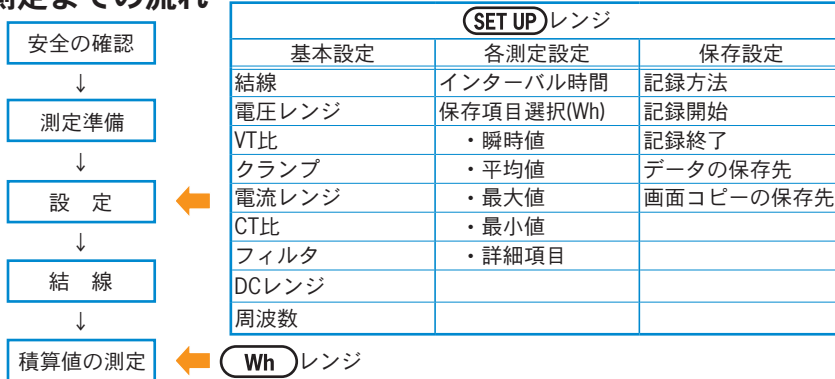 測定までの流れ
安全の確認
↓
測定準備
↓
設 定
↓
結 線
↓
積算値の測定
SET UP レンジ
基本設定 各測定設定 保存設定
結線 インターバル時間 記録方法
電圧レンジ 保存項目選択(Wh) 記録開始
VT比 ・瞬時値 記録終了
クランプ ・平均値 データの保存先
電流レンジ ・最大値 画面コピーの保存先
CT比 ・最小値
フィルタ ・詳細項目
DCレンジ
周波数
Wh レンジ